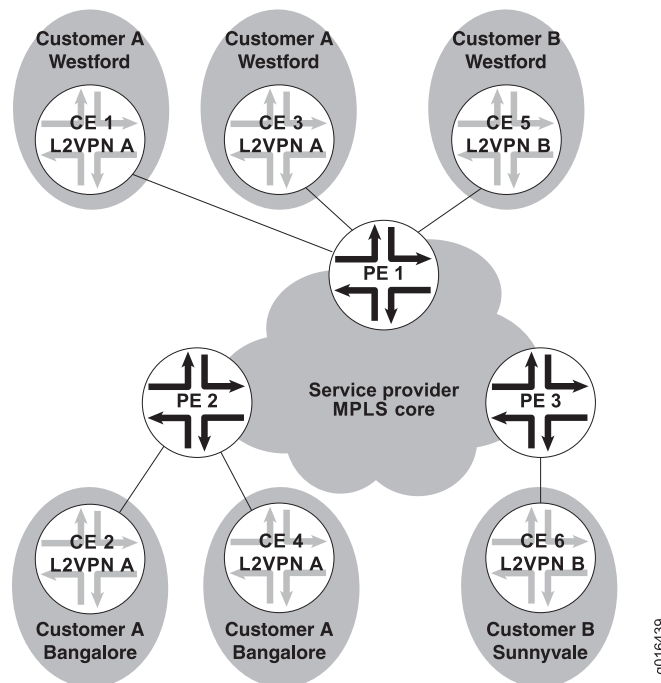 Customer A
Westford
CE 1
L2VPN A
Customer A
Westford
CE 3
L2VPN A
Customer B
Westford
CE 5
L2VPN B
PE 1
Service provider
MPLS core
PE 2
PE 3
CE 2
L2VPN A
Customer A
Bangalore
CE 4
L2VPN A
Customer A
Bangalore
CE 6
L2VPN B
Customer B
Sunnyvale
g016439